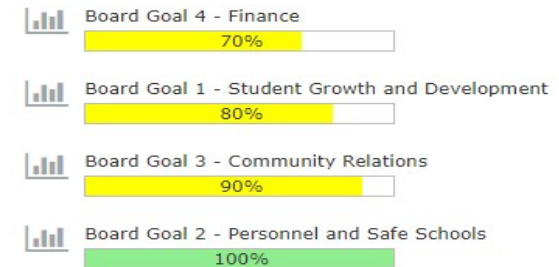 Board Goal 4 - Finance
70%
Board Goal 1 - Student Growth and Development
80%
Board Goal 3 - Community Relations
90%
Board Goal 2 - Personnel and Safe Schools
100%